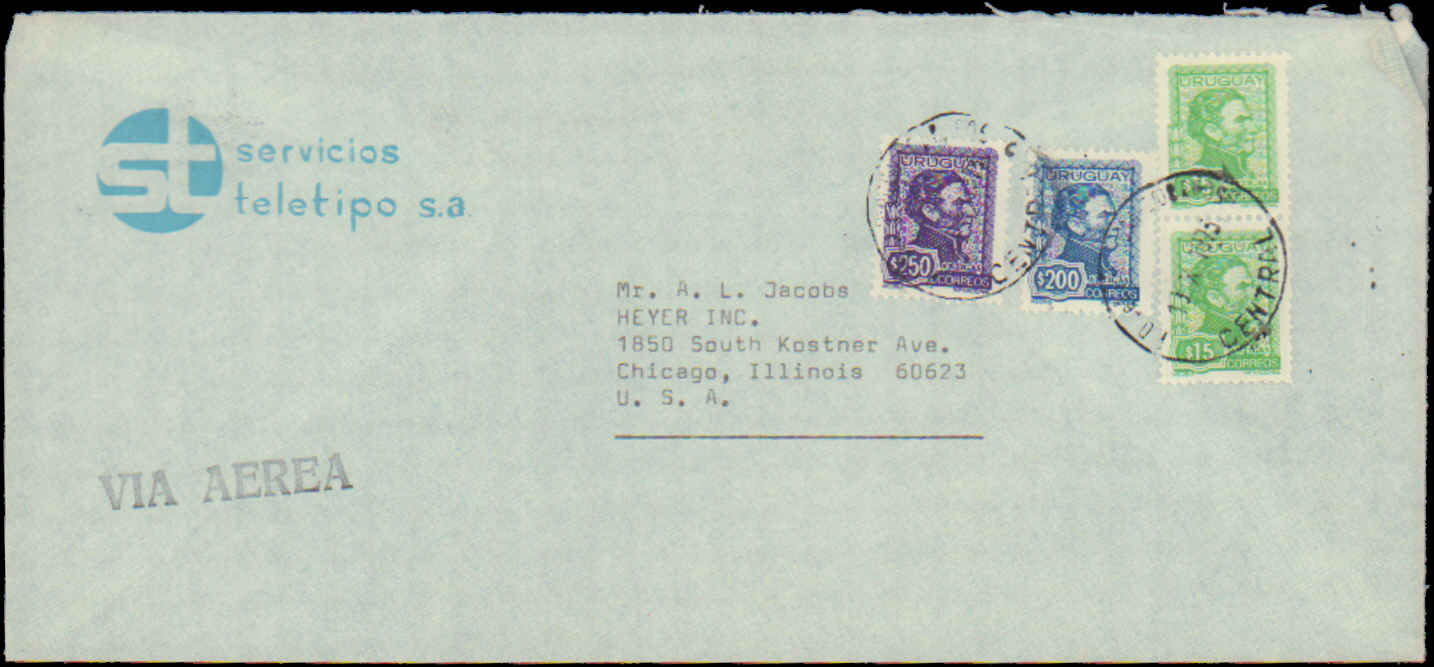 st servicios
teletipo s.a.
URUGUAY
$250
CORREOS
CENTRAL
URUGUAY
$200
CORREOS
URUGUAY
URUGUAY
$15
CORREOS
CENTRAL
Mr. A. L. Jacobs
HEYER INC.
1850 South Kostner Ave.
Chicago, Illinois 60623
U. S. A.
VIA AEREA